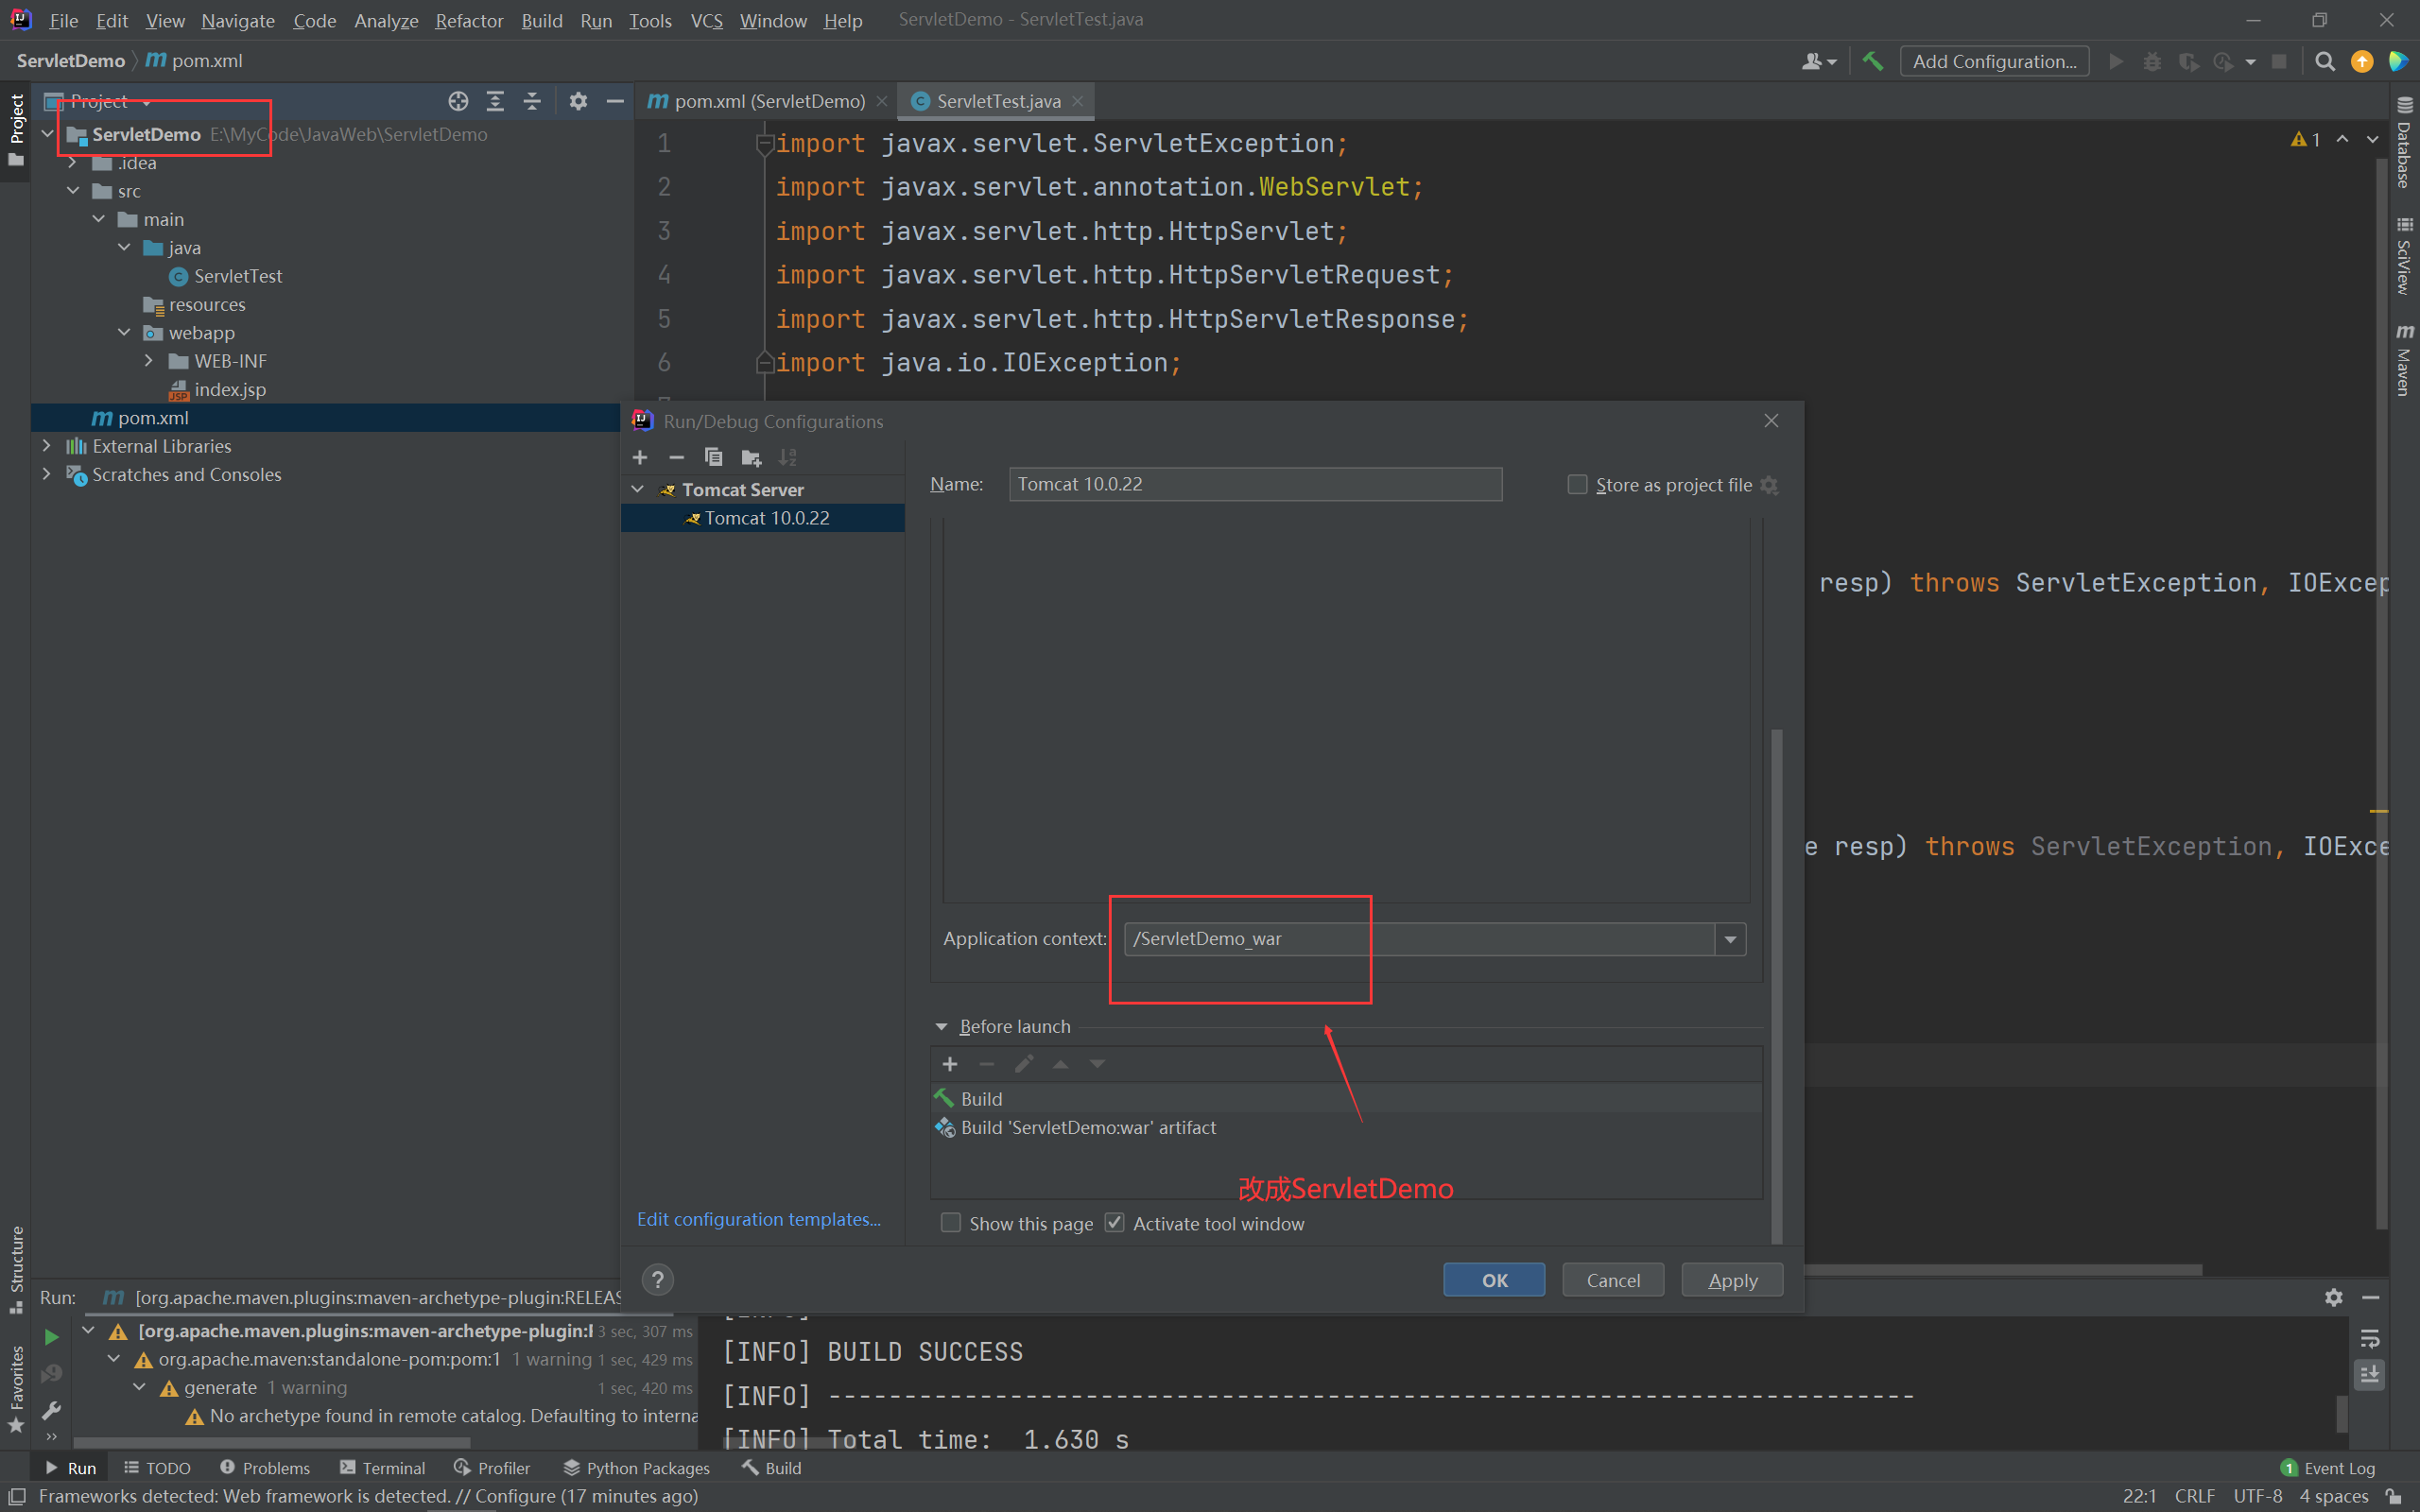 File Edit View Navigate Code Analyze Refactor Build Run Tools VCS Window Help ServletDemo - ServletTest.java
ServletDemo pom.xml Add Configuration...
Project
Project
pom.xml (ServletDemo) ServletTest.java
ServletDemo E:\MyCode\JavaWeb\ServletDemo
.idea
src
main
java
ServletTest
resources
webapp
WEB-INF
index.jsp
pom.xml
External Libraries
Scratches and Consoles
1 import javax.servlet.ServletException;
2 import javax.servlet.annotation.WebServlet;
3 import javax.servlet.http.HttpServlet;
4 import javax.servlet.http.HttpServletRequest;
5 import javax.servlet.http.HttpServletResponse;
6 import java.io.IOException;
1
Database
SciView
Maven
resp) throws ServletException, IOExcep
e resp) throws ServletException, IOExce
Run/Debug Configurations
Tomcat Server
Tomcat 10.0.22
Name: Tomcat 10.0.22 Store as project file
Application context: /ServletDemo_war
Before launch
Build
Build 'ServletDemo:war' artifact
改成ServletDemo
Show this page Activate tool window
Edit configuration templates...
? OK Cancel Apply
Structure
Favorites
Run: [org.apache.maven.plugins:maven-archetype-plugin:RELEAS
[org.apache.maven.plugins:maven-archetype-plugin:I 3 sec, 307 ms
org.apache.maven:standalone-pom:pom:1 1 warning 1 sec, 429 ms
generate 1 warning 1 sec, 420 ms
No archetype found in remote catalog. Defaulting to interna
[INFO] BUILD SUCCESS
[INFO] ------------------------------------------------------------------------
[INFO] Total time:  1.630 s
Run TODO Problems Terminal Profiler Python Packages Build 1 Event Log
Frameworks detected: Web framework is detected. // Configure (17 minutes ago) 22:1 CRLF UTF-8 4 spaces